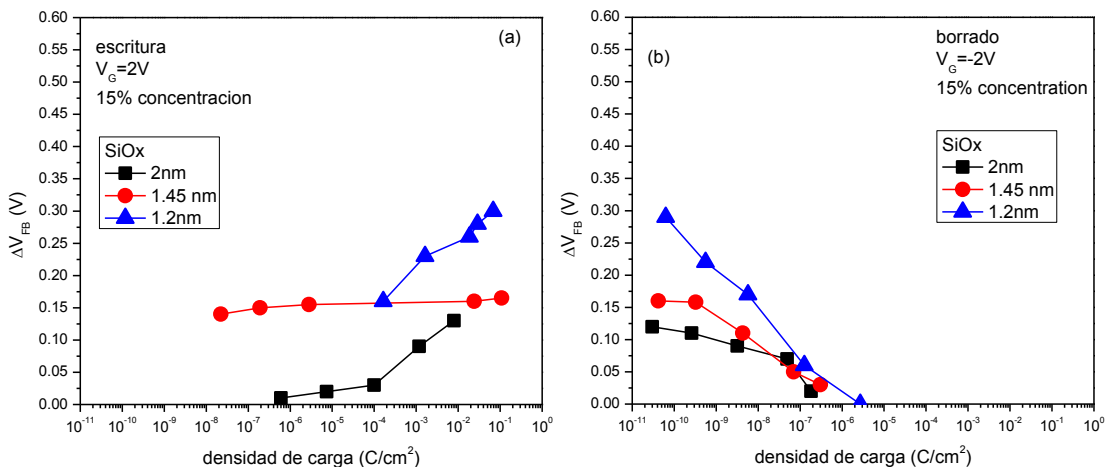 0.60
0.55
0.50
0.45
0.40
0.35
0.30
0.25
0.20
0.15
0.10
0.05
0.00
ΔV_FB (V)
escritura
V_G=2V
15% concentracion
(a)
SiOx
2nm
1.45 nm
1.2nm
10^-11 10^-10 10^-9 10^-8 10^-7 10^-6 10^-5 10^-4 10^-3 10^-2 10^-1 10^0
densidad de carga (C/cm^2)
0.60
0.55
0.50
0.45
0.40
0.35
0.30
0.25
0.20
0.15
0.10
0.05
0.00
ΔV_FB (V)
(b)
borrado
V_G=-2V
15% concentration
SiOx
2nm
1.45 nm
1.2nm
10^-11 10^-10 10^-9 10^-8 10^-7 10^-6 10^-5 10^-4 10^-3 10^-2 10^-1 10^0
densidad de carga (C/cm^2)